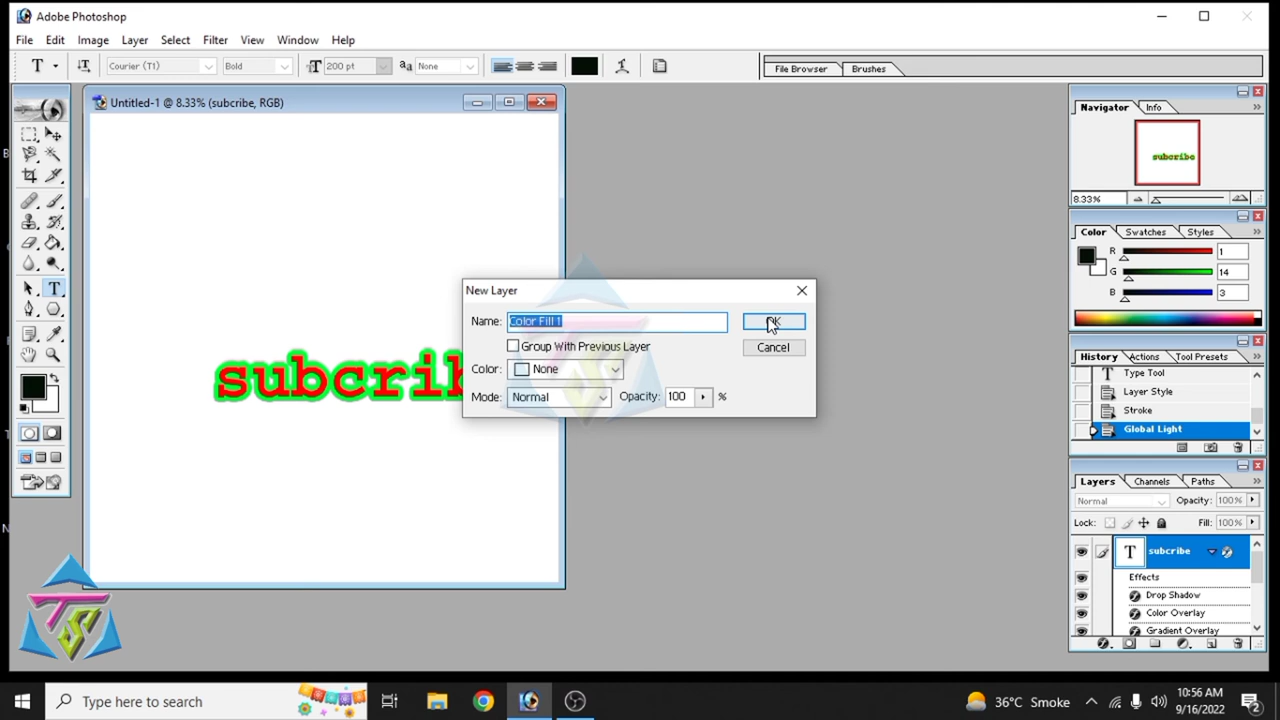 Adobe Photoshop
File Edit Image Layer Select Filter View Window Help
T Courier (T1) Bold T 200 pt aa None File Browser Brushes
Untitled-1 @ 8.33% (subcribe, RGB)
Navigator Info
subcribe
8.33%
Color Swatches Styles
R 1
G 14
B 3
New Layer
Name: Color Fill 1 OK
Group With Previous Layer Cancel
Color: None
Mode: Normal Opacity: 100 %
subcrib
History Actions Tool Presets
T Type Tool
Layer Style
Stroke
Global Light
Layers Channels Paths
Normal Opacity: 100%
Lock: Fill: 100%
T subcribe
Effects
Drop Shadow
Color Overlay
Gradient Overlay
TS
Type here to search
36°C Smoke
10:56 AM
9/16/2022
2